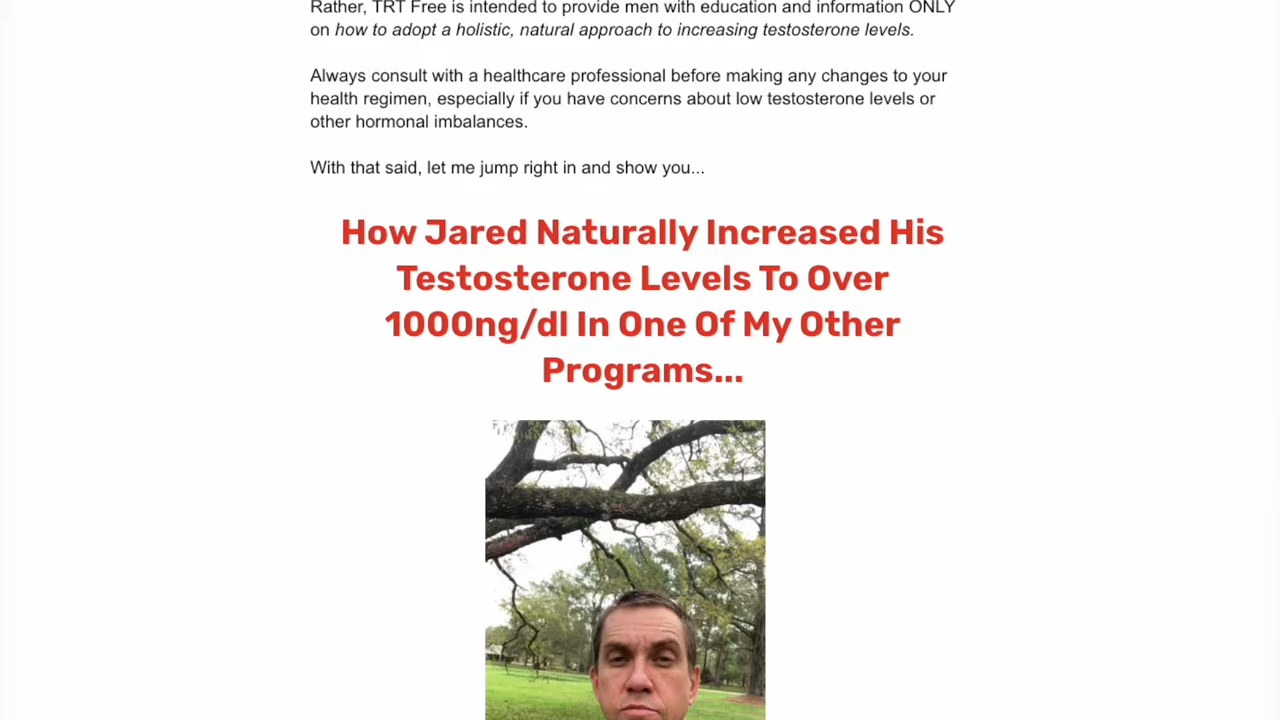 Rather, TRT Free is intended to provide men with education and information ONLY
on how to adopt a holistic, natural approach to increasing testosterone levels.
Always consult with a healthcare professional before making any changes to your
health regimen, especially if you have concerns about low testosterone levels or
other hormonal imbalances.
With that said, let me jump right in and show you...
How Jared Naturally Increased His
Testosterone Levels To Over
1000ng/dl In One Of My Other
Programs...